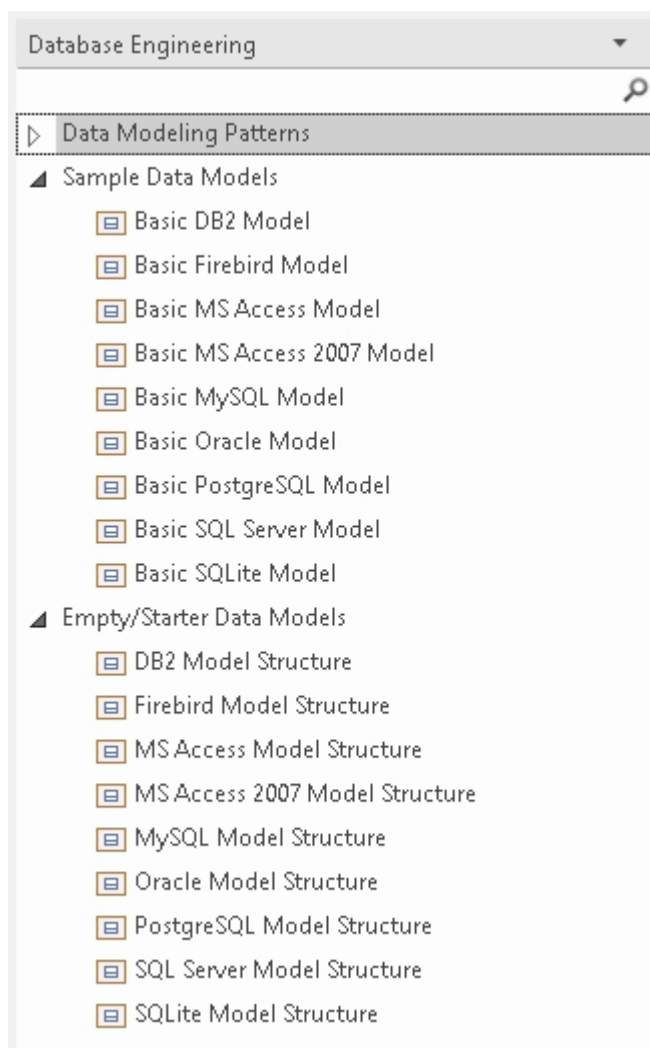 Database Engineering
Data Modeling Patterns
Sample Data Models
Basic DB2 Model
Basic Firebird Model
Basic MS Access Model
Basic MS Access 2007 Model
Basic MySQL Model
Basic Oracle Model
Basic PostgreSQL Model
Basic SQL Server Model
Basic SQLite Model
Empty/Starter Data Models
DB2 Model Structure
Firebird Model Structure
MS Access Model Structure
MS Access 2007 Model Structure
MySQL Model Structure
Oracle Model Structure
PostgreSQL Model Structure
SQL Server Model Structure
SQLite Model Structure